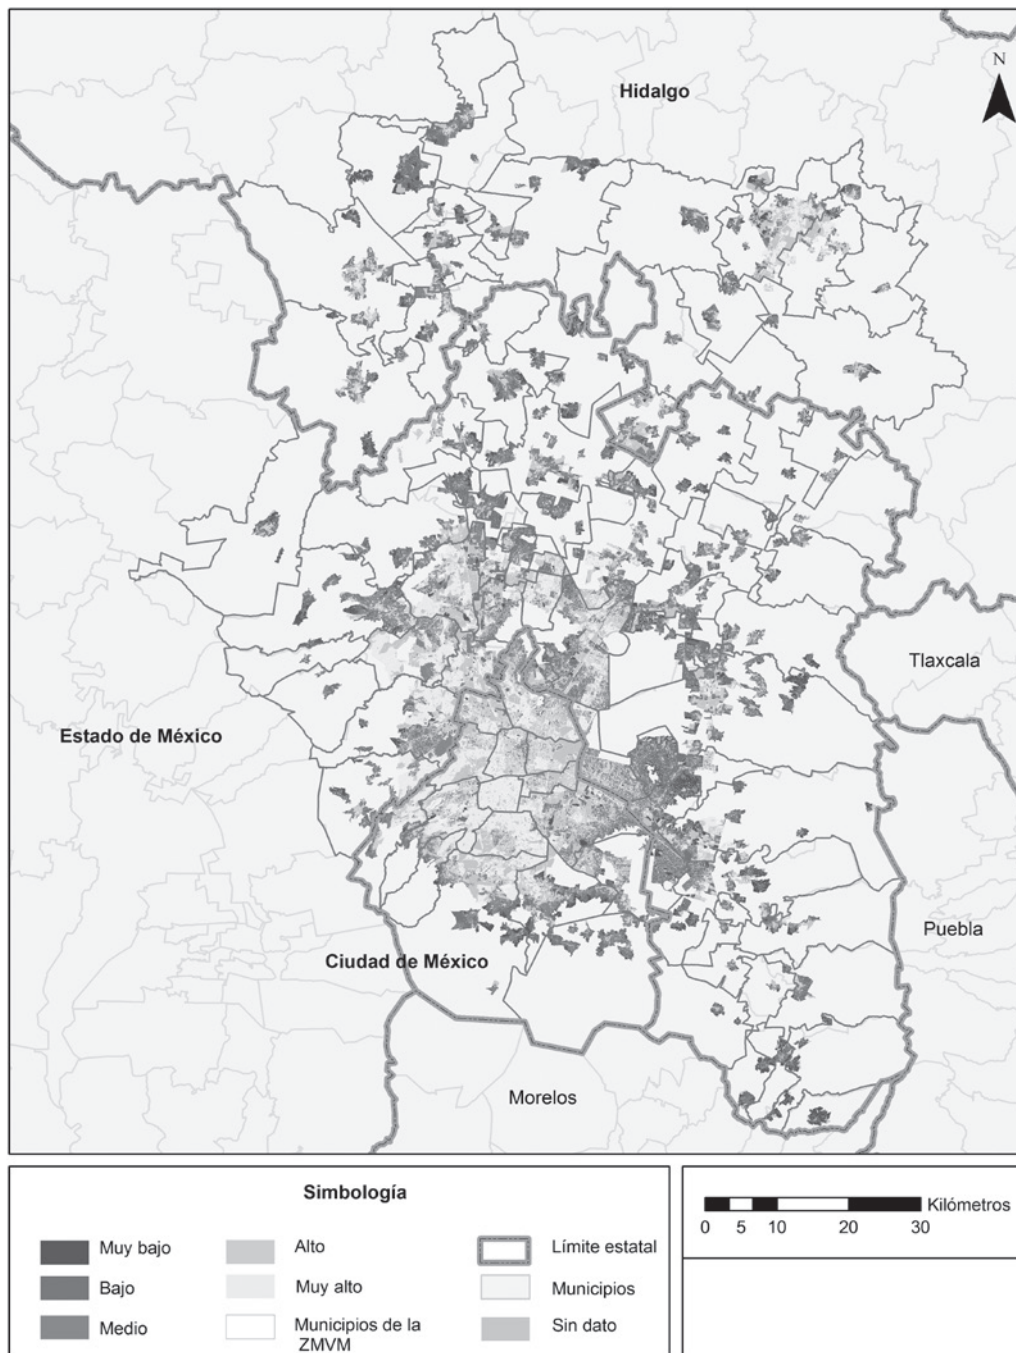 N
Hidalgo
Tlaxcala
Estado de México
Puebla
Ciudad de México
Morelos
Simbología
Muy bajo
Bajo
Medio
Alto
Muy alto
Municipios de la
ZMVM
Límite estatal
Municipios
Sin dato
Kilómetros
0 5 10 20 30